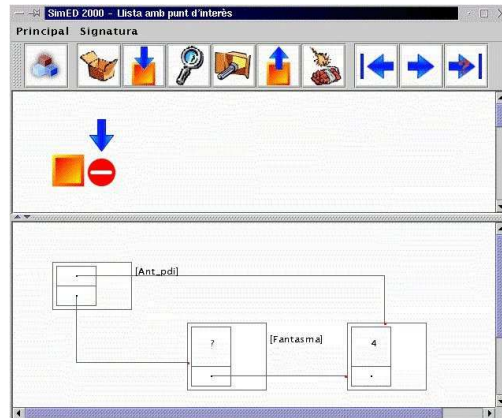 SimED 2000 - Llista amb punt d'interès
Principal Signatura
[Ant_pdi]
? [Fantasma] 4